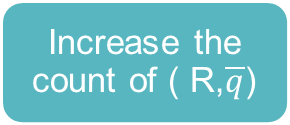 Increase the
count of ( R,q̅)